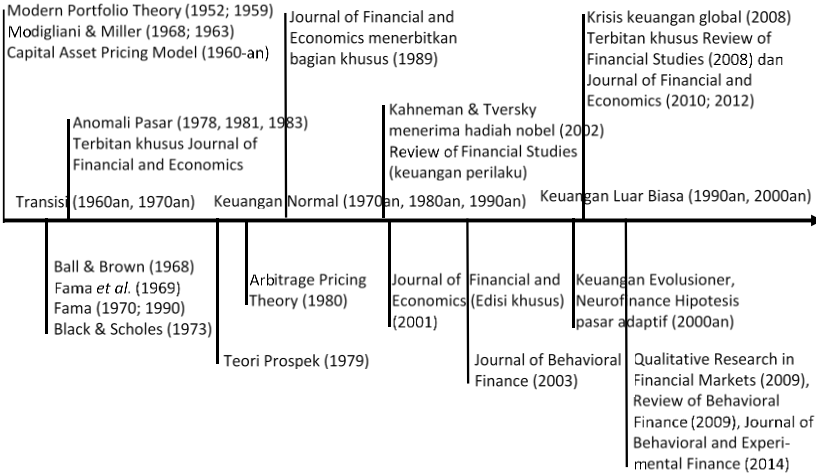 Modern Portfolio Theory (1952; 1959)
Modigliani & Miller (1968; 1963)
Capital Asset Pricing Model (1960-an)
Journal of Financial and
Economics menerbitkan
bagian khusus (1989)
Krisis keuangan global (2008)
Terbitan khusus Review of
Financial Studies (2008) dan
Journal of Financial and
Economics (2010; 2012)
Anomali Pasar (1978, 1981, 1983)
Terbitan khusus Journal of
Financial and Economics
Kahneman & Tversky
menerima hadiah nobel (2002)
Review of Financial Studies
(keuangan perilaku)
Transisi (1960an, 1970an)
Keuangan Normal (1970an, 1980an, 1990an)
Keuangan Luar Biasa (1990an, 2000an)
Ball & Brown (1968)
Fama et al. (1969)
Fama (1970; 1990)
Black & Scholes (1973)
Arbitrage Pricing
Theory (1980)
Journal of Financial and
Economics (Edisi khusus)
(2001)
Keuangan Evolusioner,
Neurofinance Hipotesis
pasar adaptif (2000an)
Teori Prospek (1979)
Journal of Behavioral
Finance (2003)
Qualitative Research in
Financial Markets (2009),
Review of Behavioral
Finance (2009), Journal of
Behavioral and Experi-
mental Finance (2014)